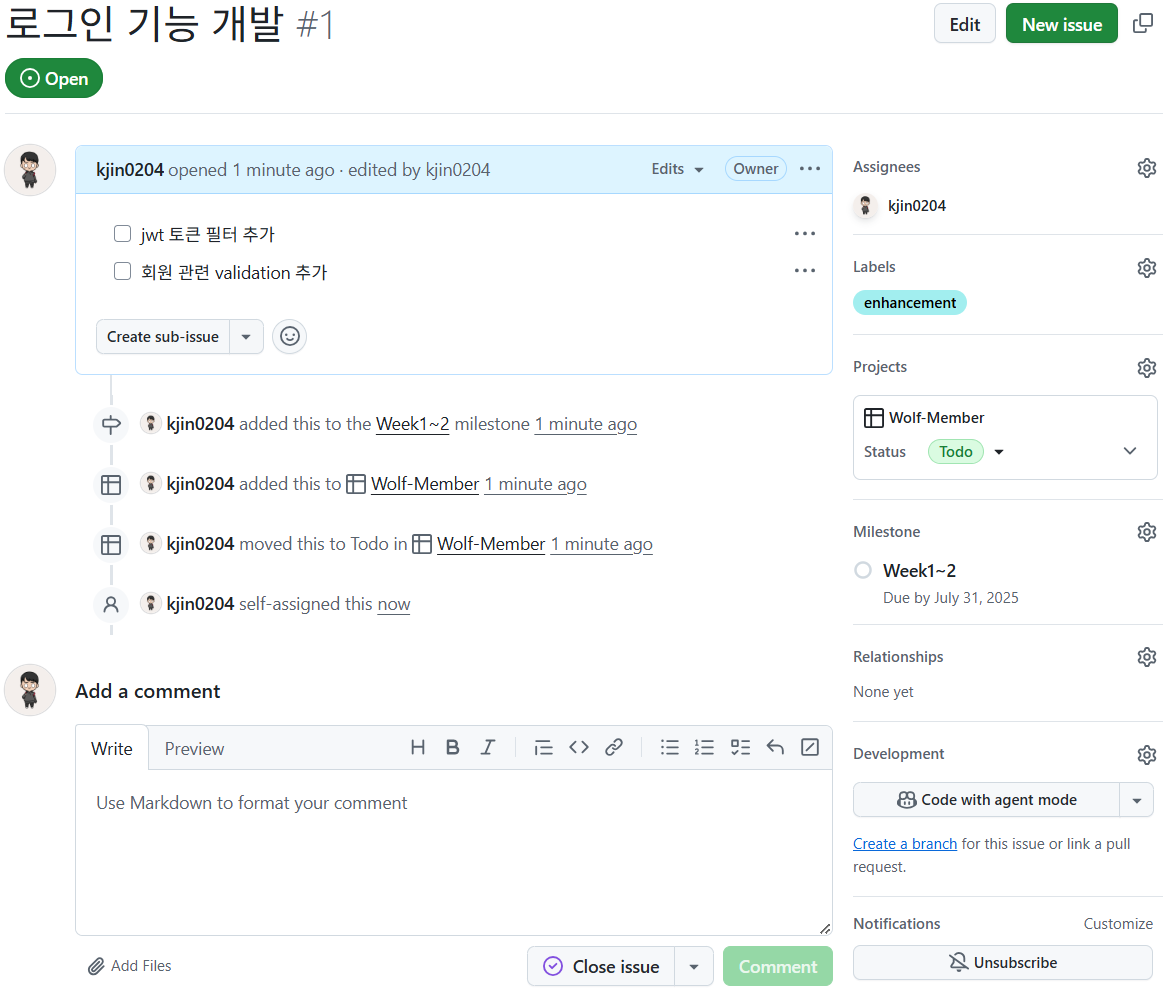 로그인 기능 개발 #1
Edit
New issue
Open
kjin0204 opened 1 minute ago · edited by kjin0204
Edits
Owner
jwt 토큰 필터 추가
회원 관련 validation 추가
Create sub-issue
kjin0204 added this to the Week1~2 milestone 1 minute ago
kjin0204 added this to Wolf-Member 1 minute ago
kjin0204 moved this to Todo in Wolf-Member 1 minute ago
kjin0204 self-assigned this now
Add a comment
Write
Preview
Use Markdown to format your comment
Add Files
Close issue
Comment
Assignees
kjin0204
Labels
enhancement
Projects
Wolf-Member
Status
Todo
Milestone
Week1~2
Due by July 31, 2025
Relationships
None yet
Development
Code with agent mode
Create a branch for this issue or link a pull
request.
Notifications
Customize
Unsubscribe